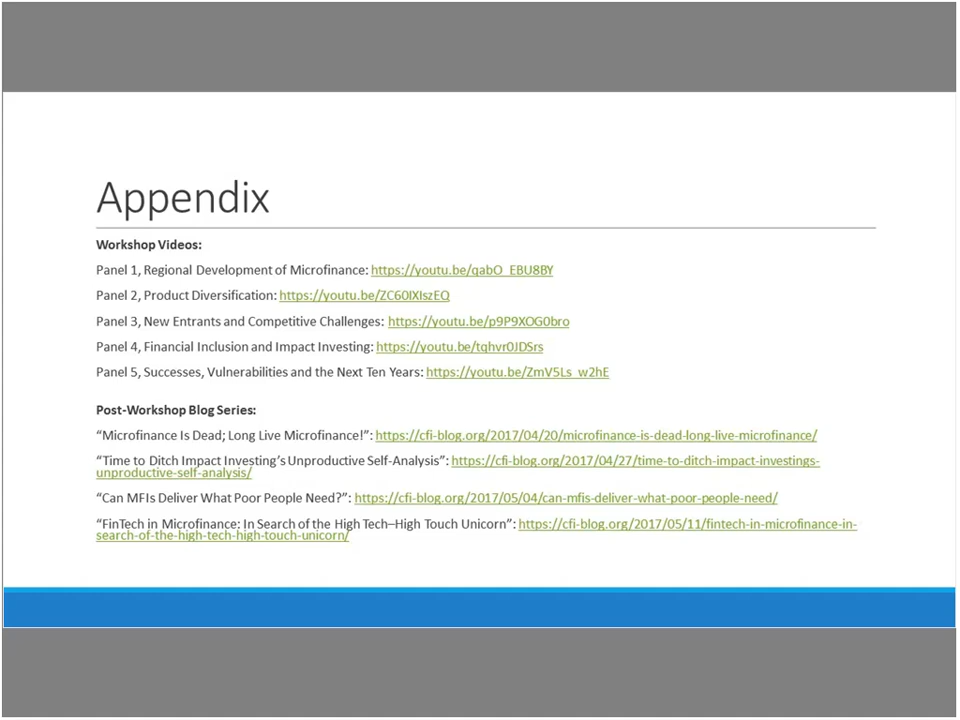 Appendix
Workshop Videos:
Panel 1, Regional Development of Microfinance: https://youtu.be/qabO_EBU8BY
Panel 2, Product Diversification: https://youtu.be/ZC60IXIszEQ
Panel 3, New Entrants and Competitive Challenges: https://youtu.be/p9P9XOG0bro
Panel 4, Financial Inclusion and Impact Investing: https://youtu.be/tqhvr0JDSrs
Panel 5, Successes, Vulnerabilities and the Next Ten Years: https://youtu.be/ZmV5Ls_w2hE
Post-Workshop Blog Series:
“Microfinance Is Dead; Long Live Microfinance!”: https://cfi-blog.org/2017/04/20/microfinance-is-dead-long-live-microfinance/
“Time to Ditch Impact Investing’s Unproductive Self-Analysis”: https://cfi-blog.org/2017/04/27/time-to-ditch-impact-investings-
unproductive-self-analysis/
“Can MFIs Deliver What Poor People Need?”: https://cfi-blog.org/2017/05/04/can-mfis-deliver-what-poor-people-need/
“FinTech in Microfinance: In Search of the High Tech–High Touch Unicorn”: https://cfi-blog.org/2017/05/11/fintech-in-microfinance-in-
search-of-the-high-tech-high-touch-unicorn/